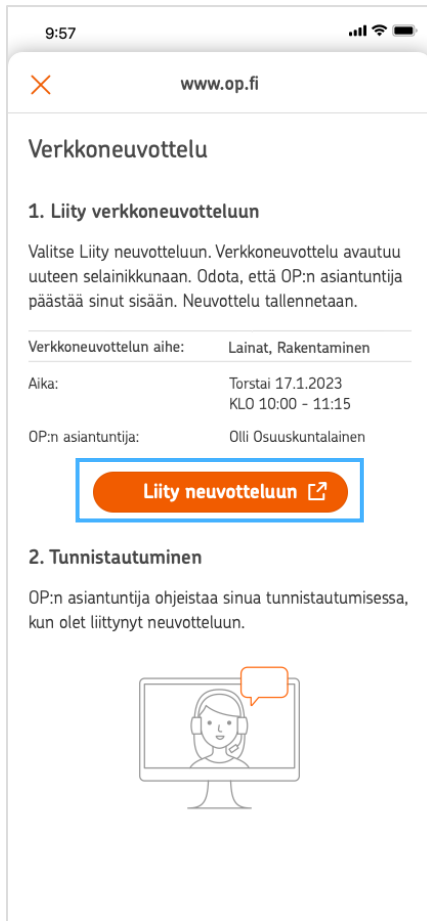 9:57
www.op.fi
Verkkoneuvottelu
1. Liity verkkoneuvotteluun
Valitse Liity neuvotteluun. Verkkoneuvottelu avautuu
uuteen selainikkunaan. Odota, että OP:n asiantuntija
päästää sinut sisään. Neuvottelu tallennetaan.
Verkkoneuvottelun aihe: Lainat, Rakentaminen
Aika: Torstai 17.1.2023
KLO 10:00 - 11:15
OP:n asiantuntija: Olli Osuuskuntalainen
Liity neuvotteluun
2. Tunnistautuminen
OP:n asiantuntija ohjeistaa sinua tunnistautumisessa,
kun olet liittynyt neuvotteluun.